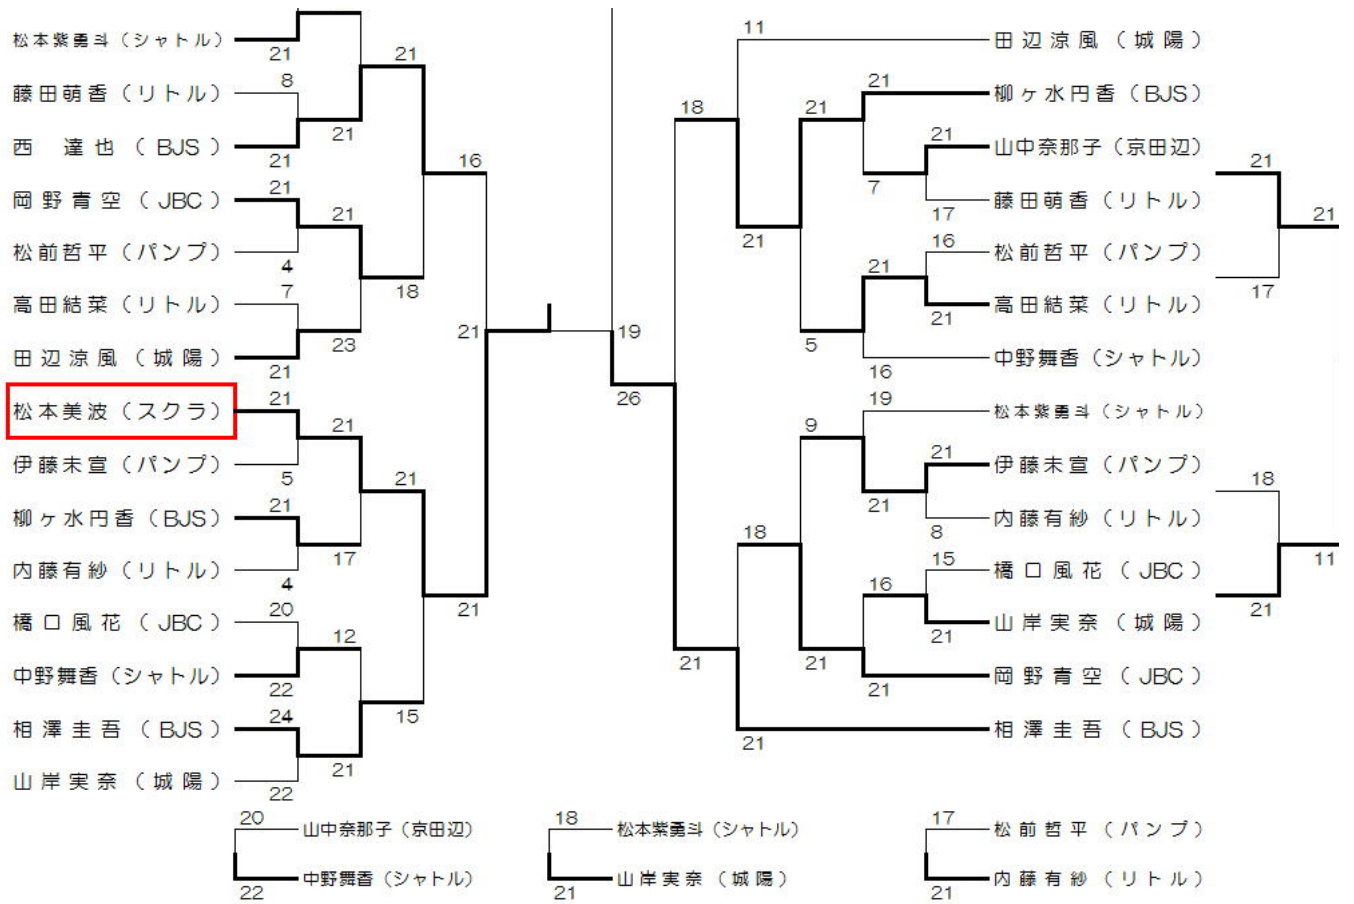 松本紫勇斗（シャトル）
21
藤田萌香（リトル）
8
西　達也（BJS）
21
岡野青空（JBC）
21
松前哲平（パンプ）
4
高田結菜（リトル）
7
田辺涼風（城陽）
21
松本美波（スクラ）
21
伊藤未宣（パンプ）
5
柳ヶ水円香（BJS）
21
内藤有紗（リトル）
4
橋口風花（JBC）
20
中野舞香（シャトル）
22
相澤圭吾（BJS）
24
山岸実奈（城陽）
22
21
21
23
21
17
12
21
21
18
21
15
16
21
21
19
26
18
21
11
21
18
21
21
5
9
21
21
7
21
16
19
21
16
21
21
17
16
21
21
8
15
21
田辺涼風（城陽）
柳ヶ水円香（BJS）
山中奈那子（京田辺）
藤田萌香（リトル）
松前哲平（パンプ）
高田結菜（リトル）
中野舞香（シャトル）
松本紫勇斗（シャトル）
伊藤未宣（パンプ）
内藤有紗（リトル）
橋口風花（JBC）
山岸実奈（城陽）
岡野青空（JBC）
相澤圭吾（BJS）
21
17
21
18
21
11
20
山中奈那子（京田辺）
中野舞香（シャトル）
22
18
松本紫勇斗（シャトル）
山岸実奈（城陽）
21
17
松前哲平（パンプ）
内藤有紗（リトル）
21